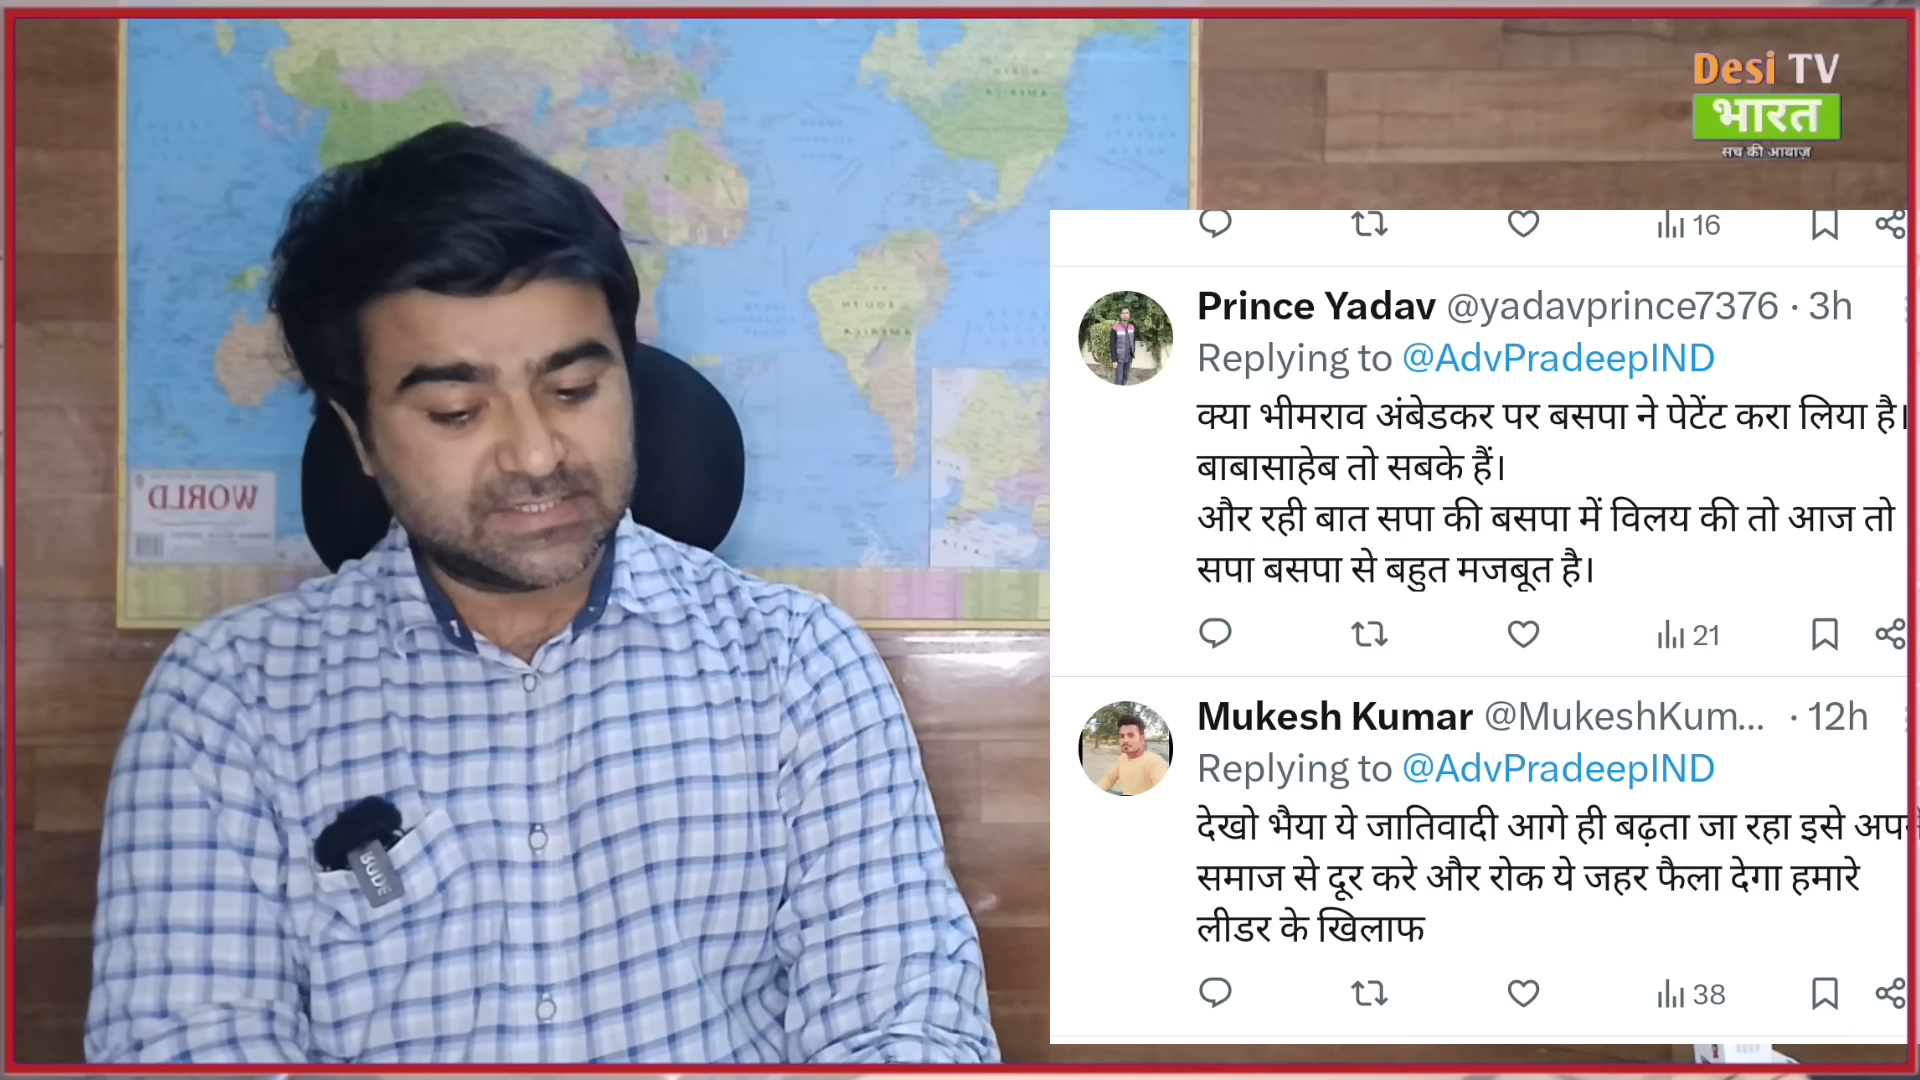 Desi TV
भारत
सच की आवाज़
16
Prince Yadav @yadavprince7376 · 3h
Replying to @AdvPradeepIND
क्या भीमराव अंबेडकर पर बसपा ने पेटेंट करा लिया है।
बाबासाहेब तो सबके हैं।
और रही बात सपा की बसपा में विलय की तो आज तो
सपा बसपा से बहुत मजबूत है।
21
Mukesh Kumar @MukeshKum... · 12h
Replying to @AdvPradeepIND
देखो भैया ये जातिवादी आगे ही बढ़ता जा रहा इसे
समाज से दूर करे और रोक ये जहर फैला देगा हमारे
लीडर के खिलाफ
38
WORLD
SOUTH
AMERICA